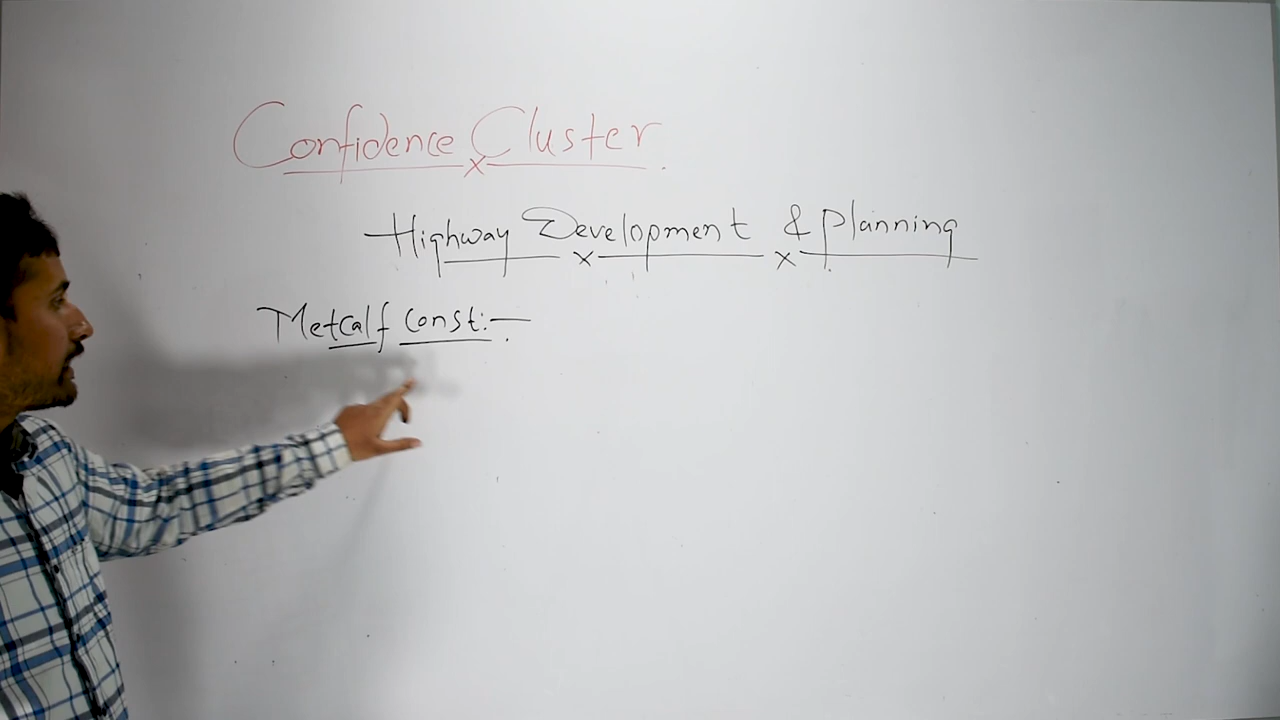 Confidence Cluster.
Highway Development & Planning
Metcalf const:-